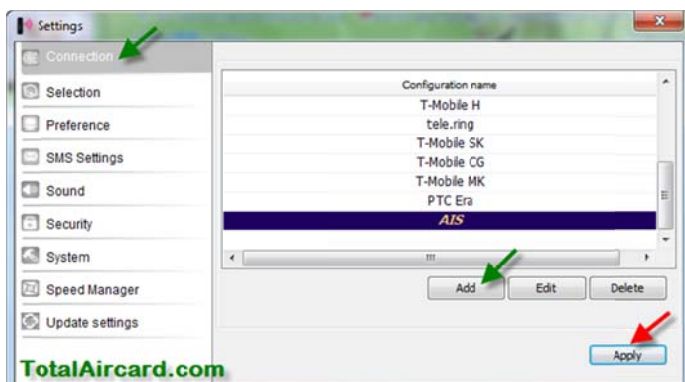 Settings
Connection
Selection
Preference
SMS Settings
Sound
Security
System
Speed Manager
Update settings
Configuration name
T-Mobile H
tele.ring
T-Mobile SK
T-Mobile CG
T-Mobile MK
PTC Era
AIS
Add
Edit
Delete
Apply
TotalAircard.com